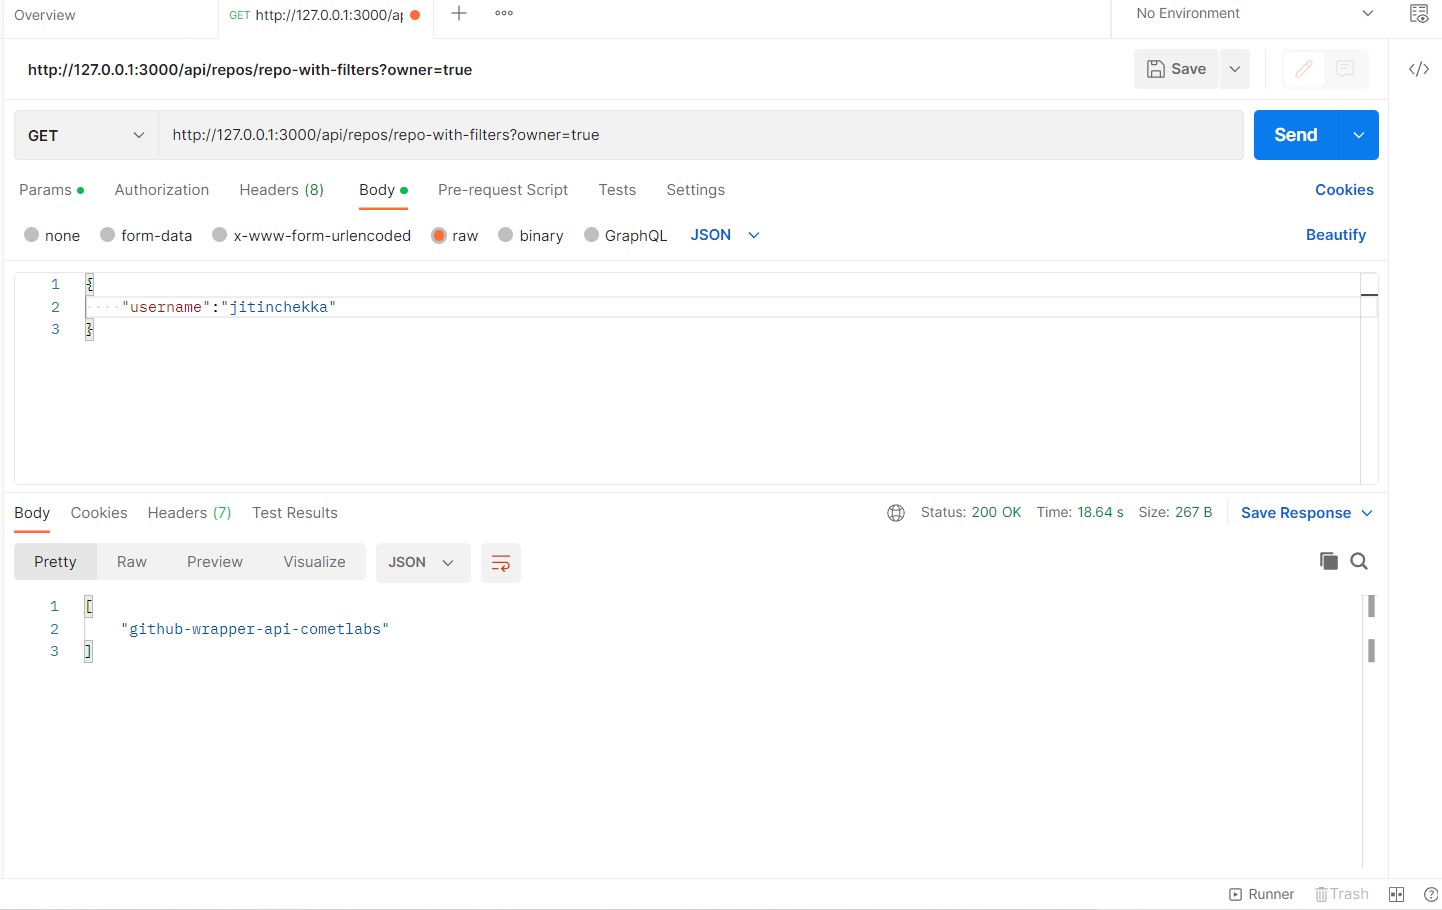 Overview
GET http://127.0.0.1:3000/ap
No Environment
http://127.0.0.1:3000/api/repos/repo-with-filters?owner=true
Save
GET
http://127.0.0.1:3000/api/repos/repo-with-filters?owner=true
Send
Params Authorization Headers (8) Body Pre-request Script Tests Settings Cookies
none form-data x-www-form-urlencoded raw binary GraphQL JSON Beautify
1 {
2 "username":"jitinchekka"
3 }
Body Cookies Headers (7) Test Results Status: 200 OK Time: 18.64 s Size: 267 B Save Response
Pretty Raw Preview Visualize JSON
1 [
2 "github-wrapper-api-cometlabs"
3 ]
Runner Trash